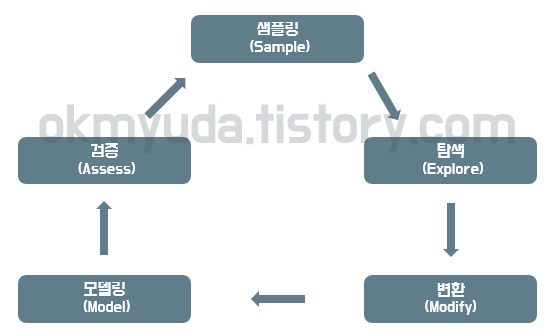 샘플링
(Sample)
okmyuda.tistory.com
검증
(Assess)
탐색
(Explore)
모델링
(Model)
변환
(Modify)